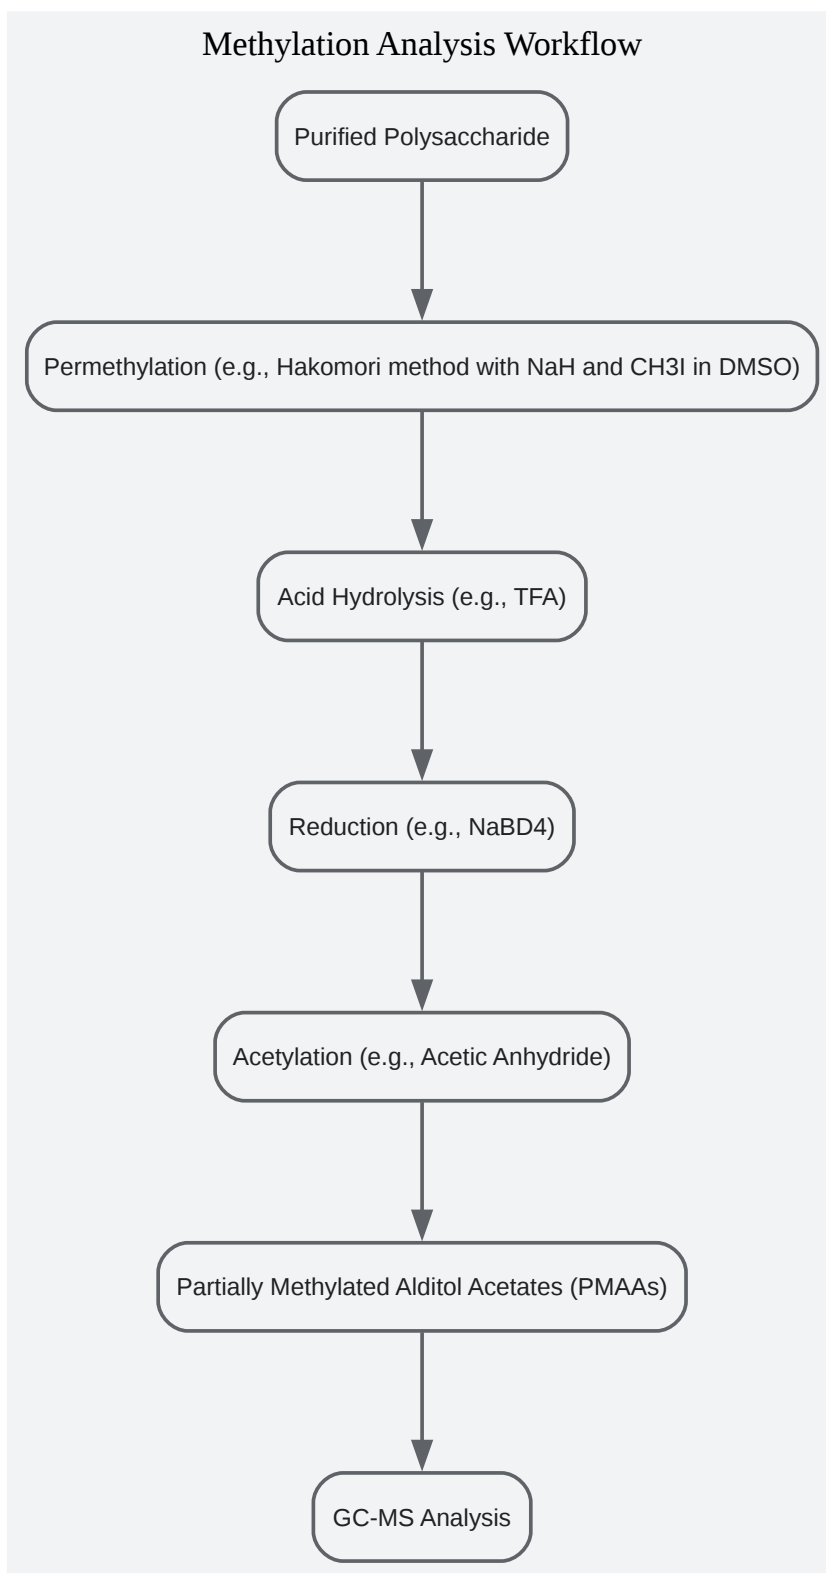 Methylation Analysis Workflow
Purified Polysaccharide
Permethylation (e.g., Hakomori method with NaH and CH3I in DMSO)
Acid Hydrolysis (e.g., TFA)
Reduction (e.g., NaBD4)
Acetylation (e.g., Acetic Anhydride)
Partially Methylated Alditol Acetates (PMAAs)
GC-MS Analysis